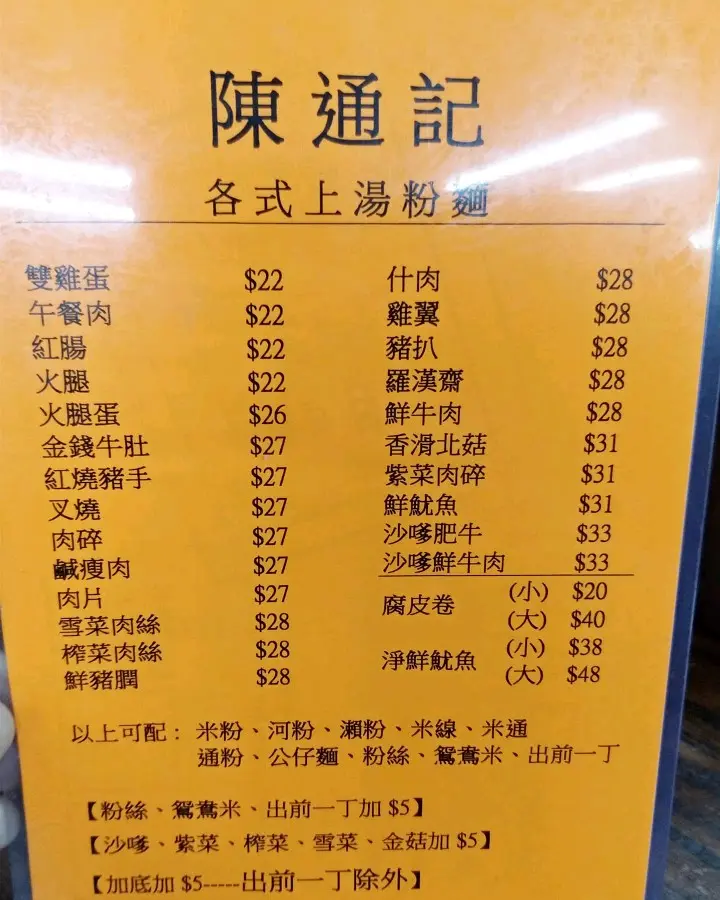 陳通記
各式上湯粉麵
雙雞蛋 $22
午餐肉 $22
紅腸 $22
火腿 $22
火腿蛋 $26
金錢牛肚 $27
紅燒豬手 $27
叉燒 $27
肉碎 $27
鹹瘦肉 $27
肉片 $27
雪菜肉絲 $28
榨菜肉絲 $28
鮮豬膶 $28
什肉 $28
雞翼 $28
豬扒 $28
羅漢齋 $28
鮮牛肉 $28
香滑北菇 $31
紫菜肉碎 $31
鮮魷魚 $31
沙嗲肥牛 $33
沙嗲鮮牛肉 $33
腐皮卷 (小) $20
(大) $40
淨鮮魷魚 (小) $38
(大) $48
以上可配：米粉、河粉、瀨粉、米線、米通
通粉、公仔麵、粉絲、鴛鴦米、出前一丁
【粉絲、鴛鴦米、出前一丁加 $5】
【沙嗲、紫菜、榨菜、雪菜、金菇加 $5】
【加底加 $5-----出前一丁除外】